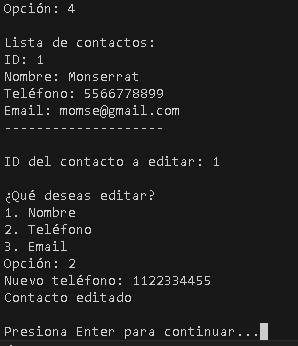 Opción: 4
Lista de contactos:
ID: 1
Nombre: Monserrat
Teléfono: 5566778899
Email: momse@gmail.com
--------------------
ID del contacto a editar: 1
¿Qué deseas editar?
1. Nombre
2. Teléfono
3. Email
Opción: 2
Nuevo teléfono: 1122334455
Contacto editado
Presiona Enter para continuar...